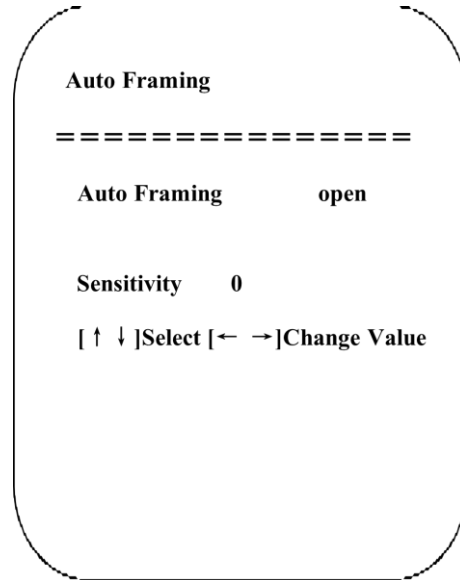 Auto Framing
===============
Auto Framing open
Sensitivity 0
[↑ ↓]Select [← →]Change Value